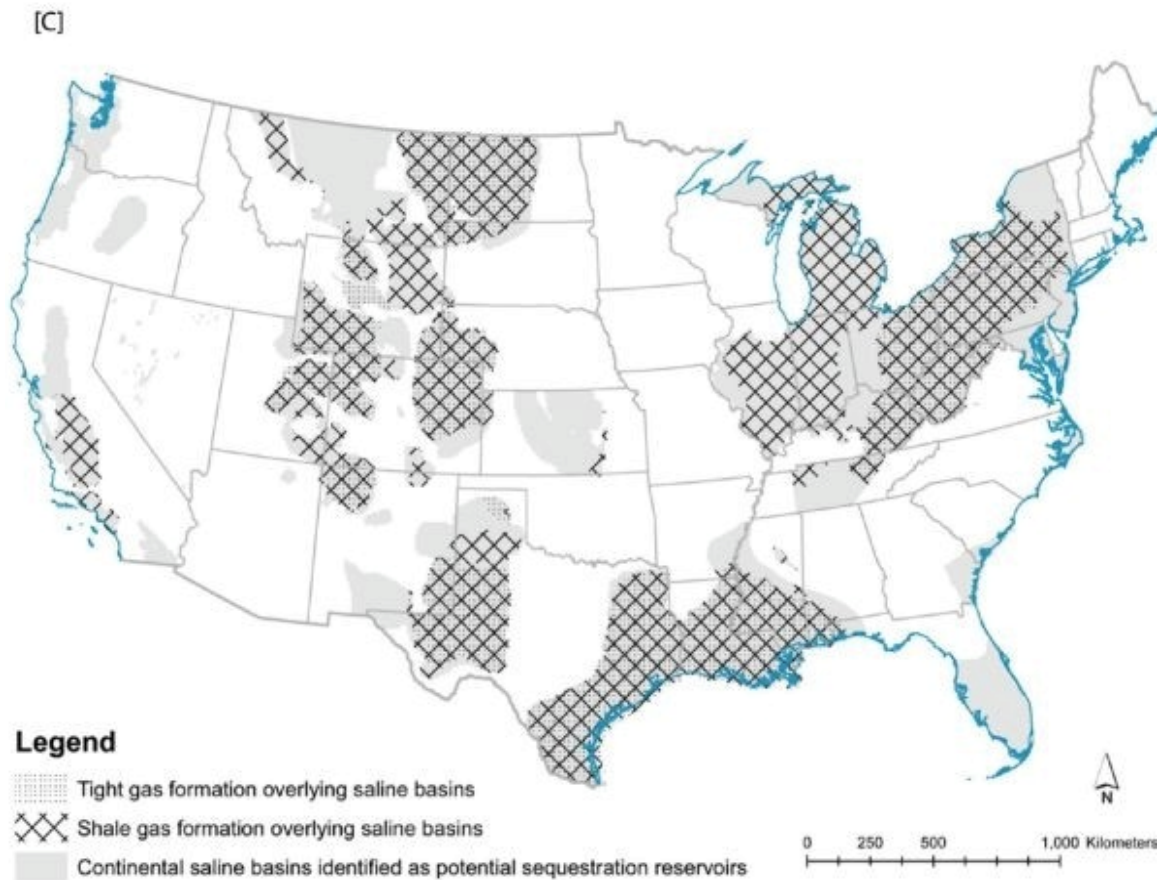 [C]
Legend
Tight gas formation overlying saline basins
Shale gas formation overlying saline basins
Continental saline basins identified as potential sequestration reservoirs
N
0 250 500 1,000 Kilometers